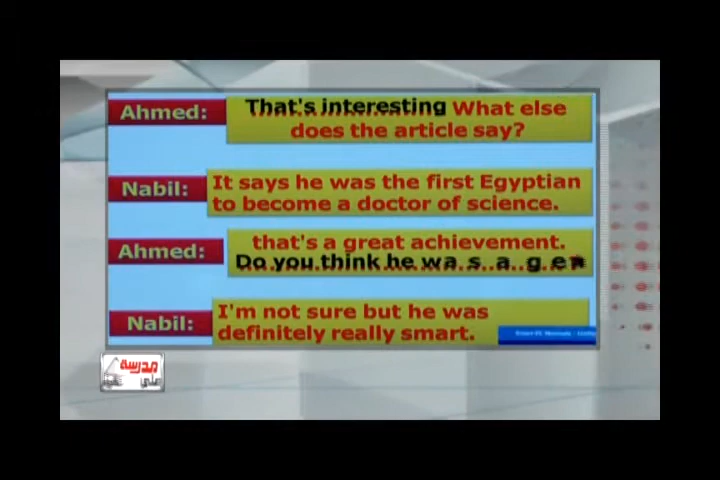 Ahmed: That's interesting What else
does the article say?
Nabil: It says he was the first Egyptian
to become a doctor of science.
Ahmed: that's a great achievement.
Do you think he wa..s...a..g..e
Nabil: I'm not sure but he was
definitely really smart.
مدرسة
على